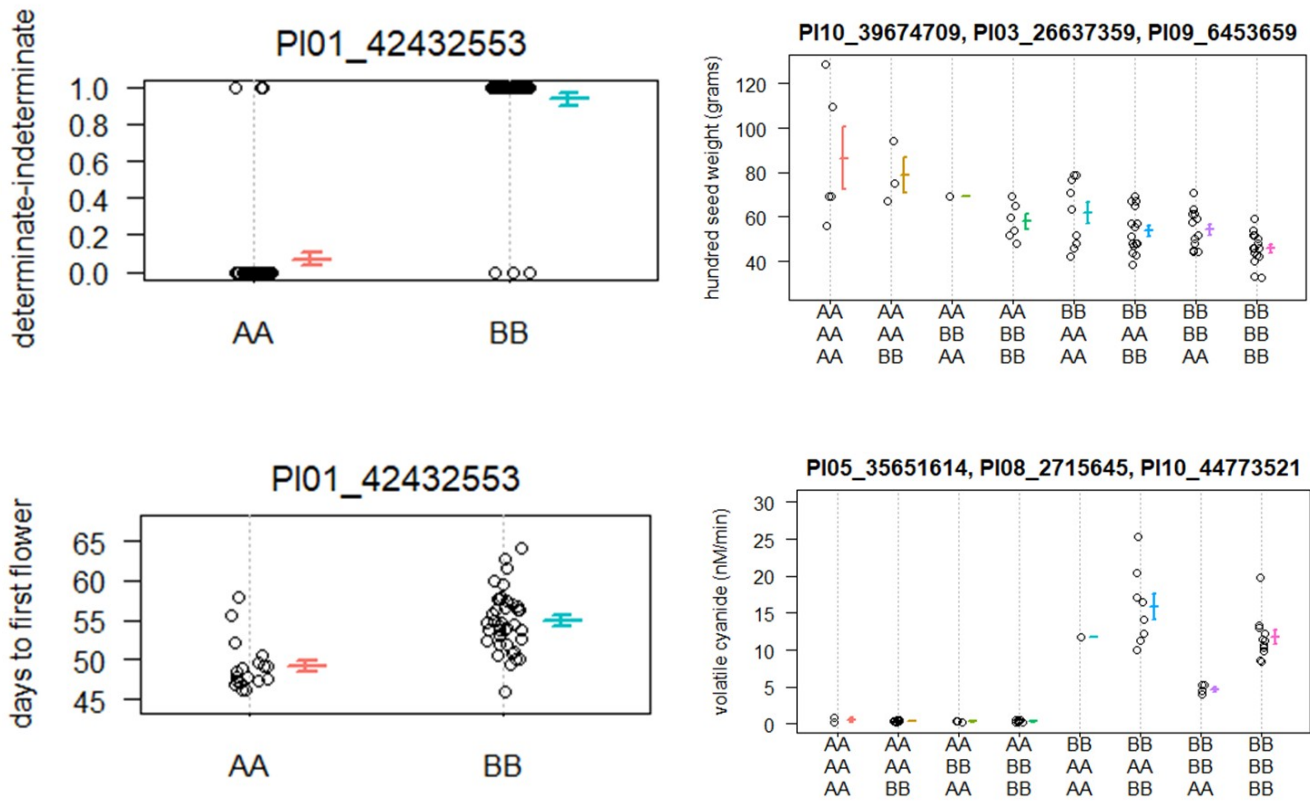 PI01_42432553
determinate-indeterminate
1.0
0.8
0.6
0.4
0.2
0.0
AA BB
PI10_39674709, PI03_26637359, PI09_6453659
hundred seed weight (grams)
120
100
80
60
40
AA AA AA AA BB BB BB BB
AA AA BB BB AA AA BB BB
AA BB AA BB AA BB AA BB
PI01_42432553
days to first flower
65
60
55
50
45
AA BB
PI05_35651614, PI08_2715645, PI10_44773521
volatile cyanide (nM/min)
30
25
20
15
10
5
0
AA AA AA AA BB BB BB BB
AA AA BB BB AA AA BB BB
AA BB AA BB AA BB AA BB